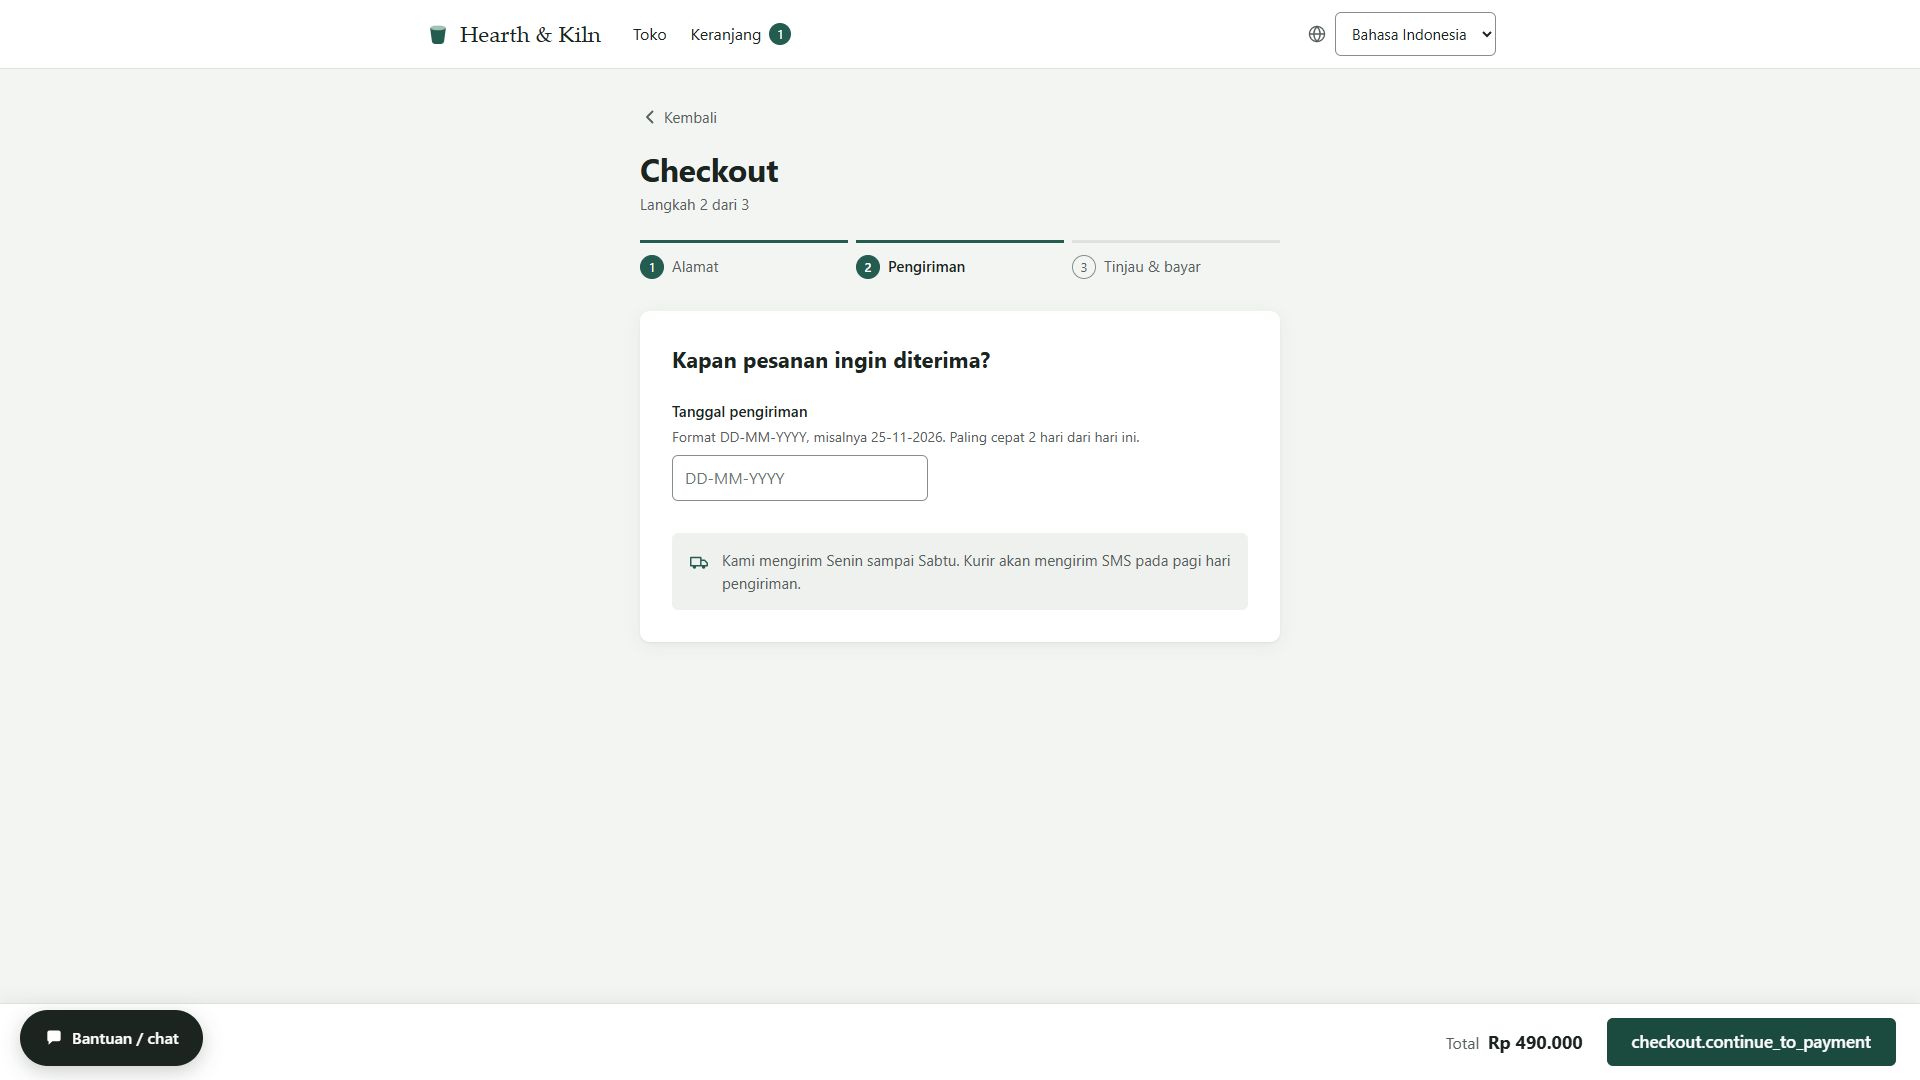 Hearth & Kiln
Toko
Keranjang 1
Bahasa Indonesia
Kembali
Checkout
Langkah 2 dari 3
1 Alamat
2 Pengiriman
3 Tinjau & bayar
Kapan pesanan ingin diterima?
Tanggal pengiriman
Format DD-MM-YYYY, misalnya 25-11-2026. Paling cepat 2 hari dari hari ini.
DD-MM-YYYY
Kami mengirim Senin sampai Sabtu. Kurir akan mengirim SMS pada pagi hari
pengiriman.
Bantuan / chat
Total Rp 490.000
checkout.continue_to_payment